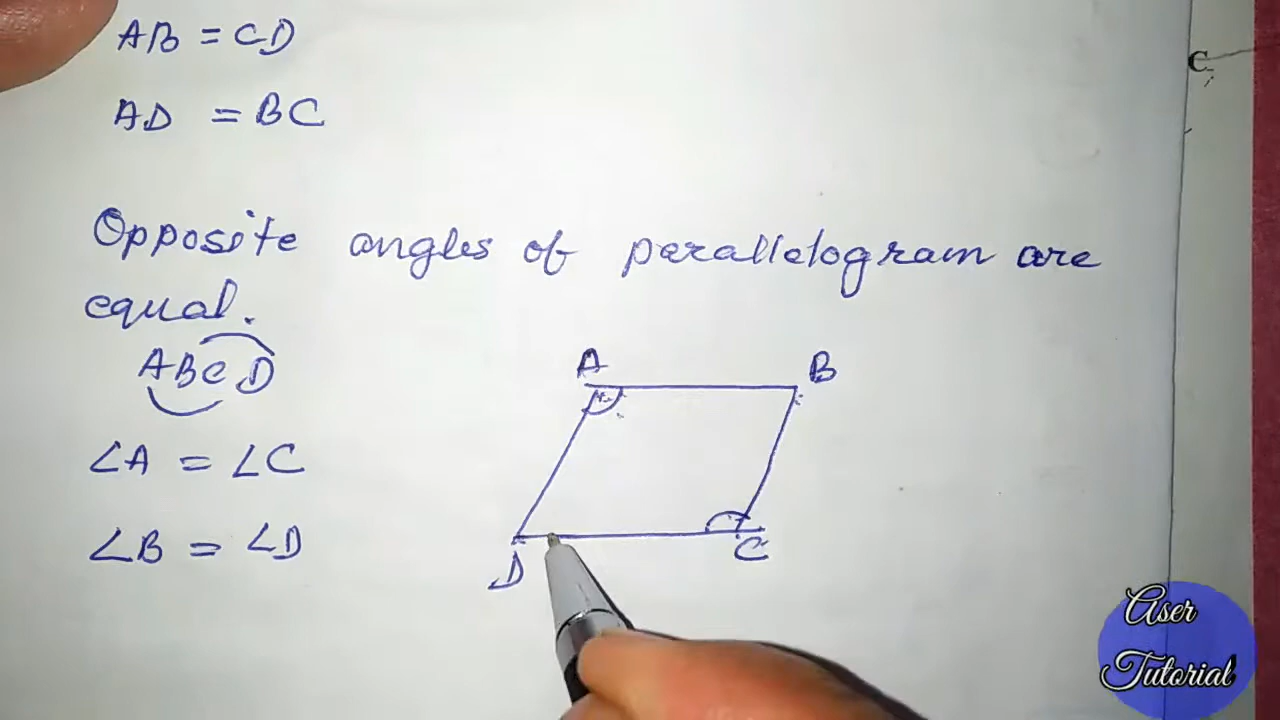 AB = CD
AD = BC
Opposite angles of parallelogram are
equal.
ABCD
∠A = ∠C
∠B = ∠D
A
B
C
D
C
Aser
Tutorial